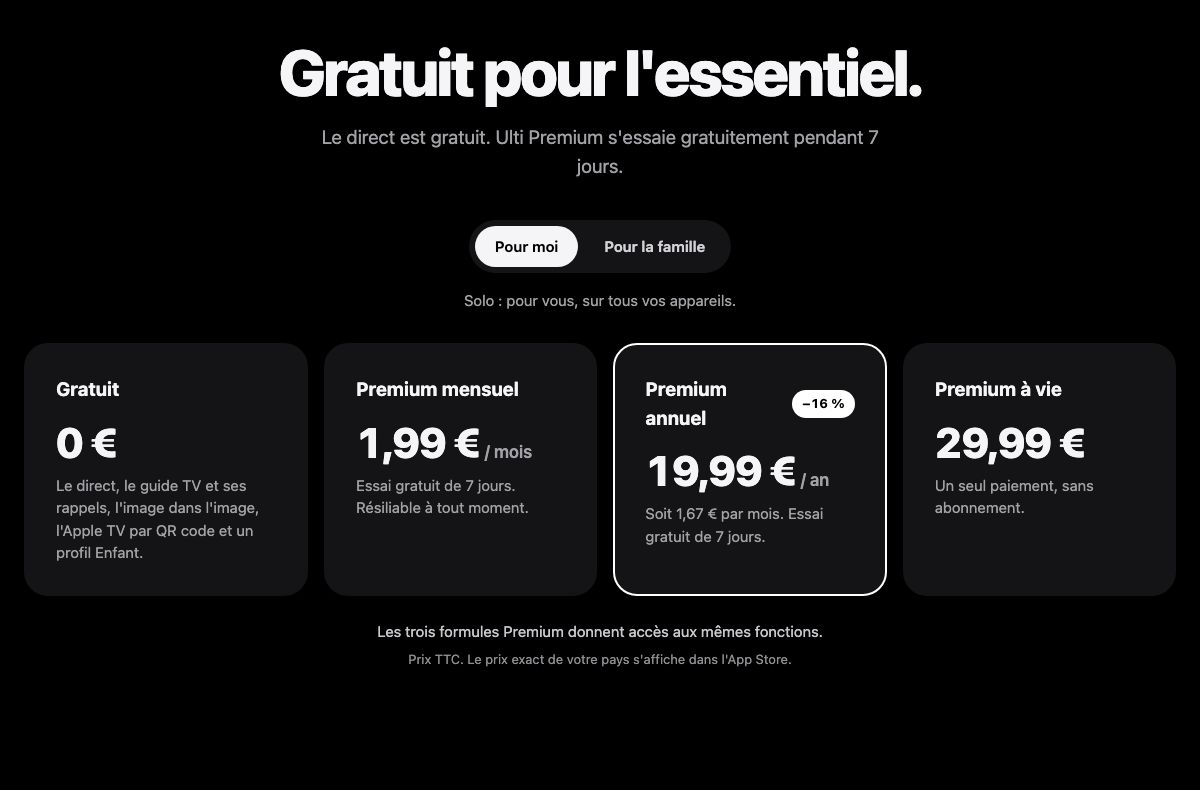 Gratuit pour l'essentiel.
Le direct est gratuit. Ulti Premium s'essaie gratuitement pendant 7
jours.
Pour moi
Pour la famille
Solo : pour vous, sur tous vos appareils.
Gratuit
0 €
Le direct, le guide TV et ses
rappels, l'image dans l'image,
l'Apple TV par QR code et un
profil Enfant.
Premium mensuel
1,99 € / mois
Essai gratuit de 7 jours.
Résiliable à tout moment.
Premium
annuel
−16 %
19,99 € / an
Soit 1,67 € par mois. Essai
gratuit de 7 jours.
Premium à vie
29,99 €
Un seul paiement, sans
abonnement.
Les trois formules Premium donnent accès aux mêmes fonctions.
Prix TTC. Le prix exact de votre pays s'affiche dans l'App Store.